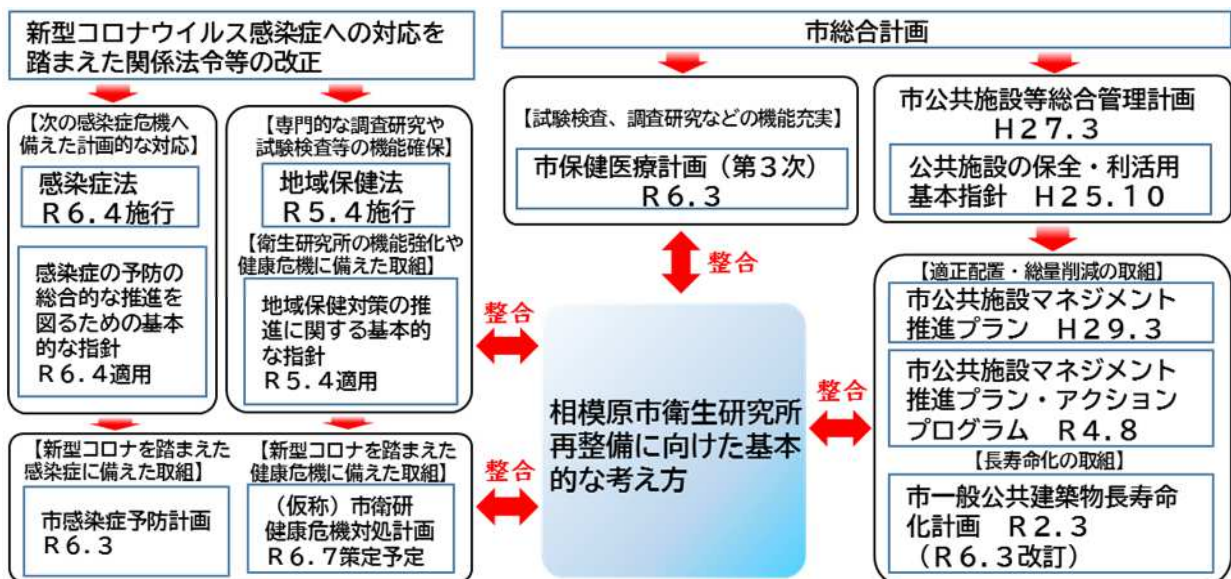 新型コロナウイルス感染症への対応を
踏まえた関係法令等の改正
【次の感染症危機へ
備えた計画的な対応】
感染症法
Ｒ６.４施行
感染症の予防の
総合的な推進を
図るための基本
的な指針
Ｒ６.４適用
【専門的な調査研究や
試験検査等の機能確保】
地域保健法
Ｒ５.４施行
【衛生研究所の機能強化や
健康危機に備えた取組】
地域保健対策の推
進に関する基本的
な指針
Ｒ５.４適用
【新型コロナを踏まえた
感染症に備えた取組】
市感染症予防計画
Ｒ６.３
【新型コロナを踏まえた
健康危機に備えた取組】
（仮称）市衛研
健康危機対処計画
Ｒ６.７策定予定
整合
整合
市総合計画
【試験検査、調査研究などの機能充実】
市保健医療計画（第３次）
Ｒ６.３
整合
相模原市衛生研究所
再整備に向けた基本
的な考え方
整合
市公共施設等総合管理計画
Ｈ２７.３
公共施設の保全・利活用
基本指針　Ｈ２５.１０
【適正配置・総量削減の取組】
市公共施設マネジメント
推進プラン　Ｈ２９.３
市公共施設マネジメント
推進プラン・アクション
プログラム　Ｒ４.８
【長寿命化の取組】
市一般公共建築物長寿命
化計画　Ｒ２.３
（Ｒ６.３改訂）